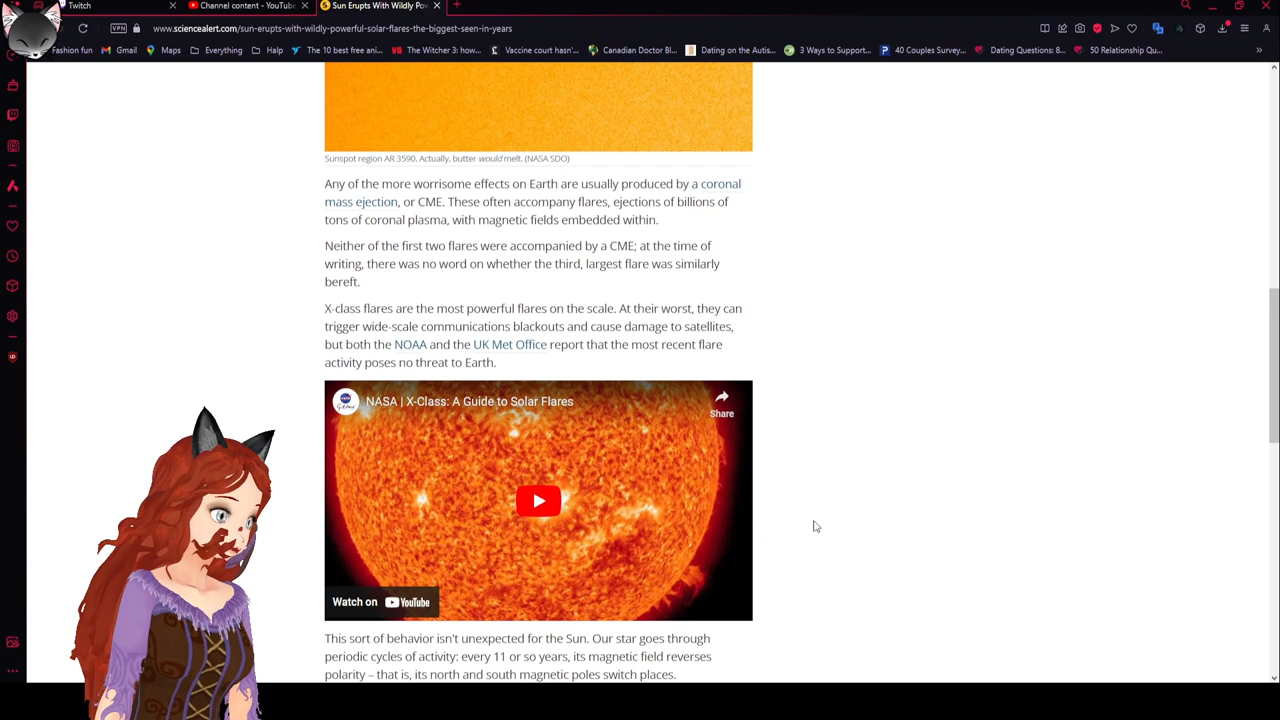 Twitch
Channel content - YouTube
Sun Erupts With Wildly Pow
VPN
www.sciencealert.com/sun-erupts-with-wildly-powerful-solar-flares-the-biggest-seen-in-years
Fashion fun
Gmail
Maps
Everything
Halp
The 10 best free ani...
The Witcher 3: how...
Vaccine court hasn'...
Canadian Doctor Bl...
Dating on the Autis...
3 Ways to Support...
40 Couples Survey...
Dating Questions: 8...
50 Relationship Qu...
Sunspot region AR 3590. Actually, butter would melt. (NASA SDO)
Any of the more worrisome effects on Earth are usually produced by a coronal
mass ejection, or CME. These often accompany flares, ejections of billions of
tons of coronal plasma, with magnetic fields embedded within.
Neither of the first two flares were accompanied by a CME; at the time of
writing, there was no word on whether the third, largest flare was similarly
bereft.
X-class flares are the most powerful flares on the scale. At their worst, they can
trigger wide-scale communications blackouts and cause damage to satellites,
but both the NOAA and the UK Met Office report that the most recent flare
activity poses no threat to Earth.
NASA | X-Class: A Guide to Solar Flares
Share
Watch on YouTube
This sort of behavior isn't unexpected for the Sun. Our star goes through
periodic cycles of activity: every 11 or so years, its magnetic field reverses
polarity – that is, its north and south magnetic poles switch places.